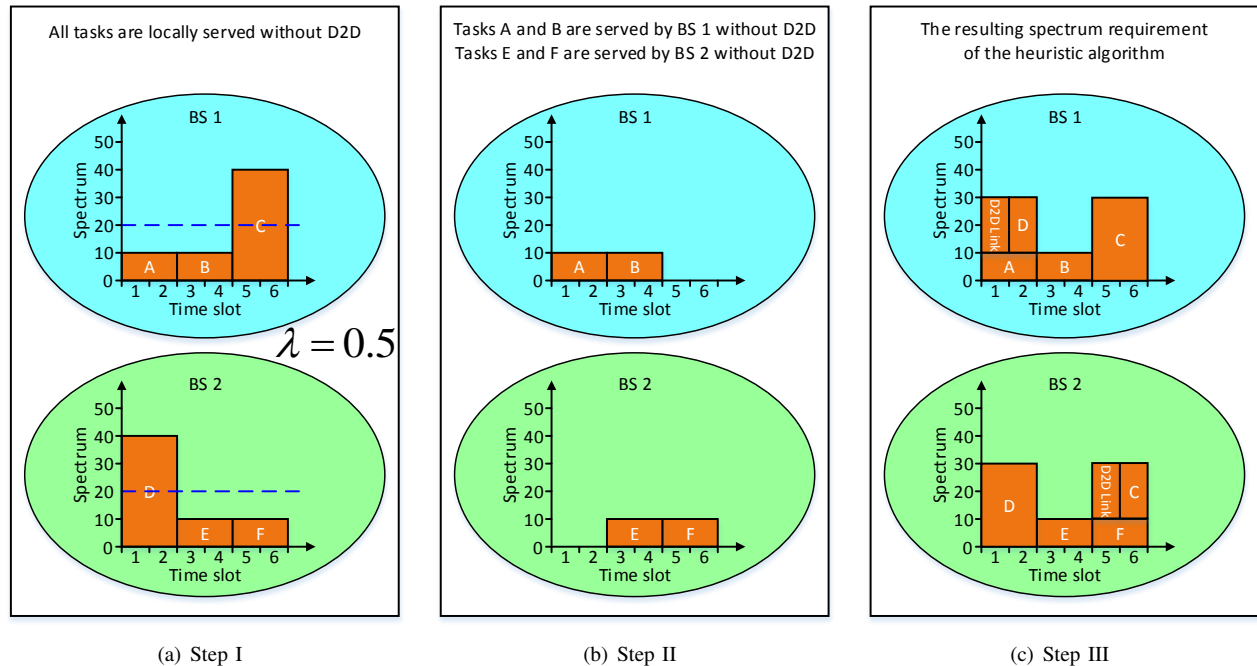 All tasks are locally served without D2D
BS 1
Spectrum
50
40
30
20
10
0
A
B
C
1 2 3 4 5 6
Time slot
λ = 0.5
BS 2
Spectrum
50
40
30
20
10
0
D
E
F
1 2 3 4 5 6
Time slot
(a) Step I
Tasks A and B are served by BS 1 without D2D
Tasks E and F are served by BS 2 without D2D
BS 1
Spectrum
50
40
30
20
10
0
A
B
1 2 3 4 5 6
Time slot
BS 2
Spectrum
50
40
30
20
10
0
E
F
1 2 3 4 5 6
Time slot
(b) Step II
The resulting spectrum requirement
of the heuristic algorithm
BS 1
Spectrum
50
40
30
20
10
0
D2D Link
D
A
B
C
1 2 3 4 5 6
Time slot
BS 2
Spectrum
50
40
30
20
10
0
D
E
D2D Link
C
F
1 2 3 4 5 6
Time slot
(c) Step III